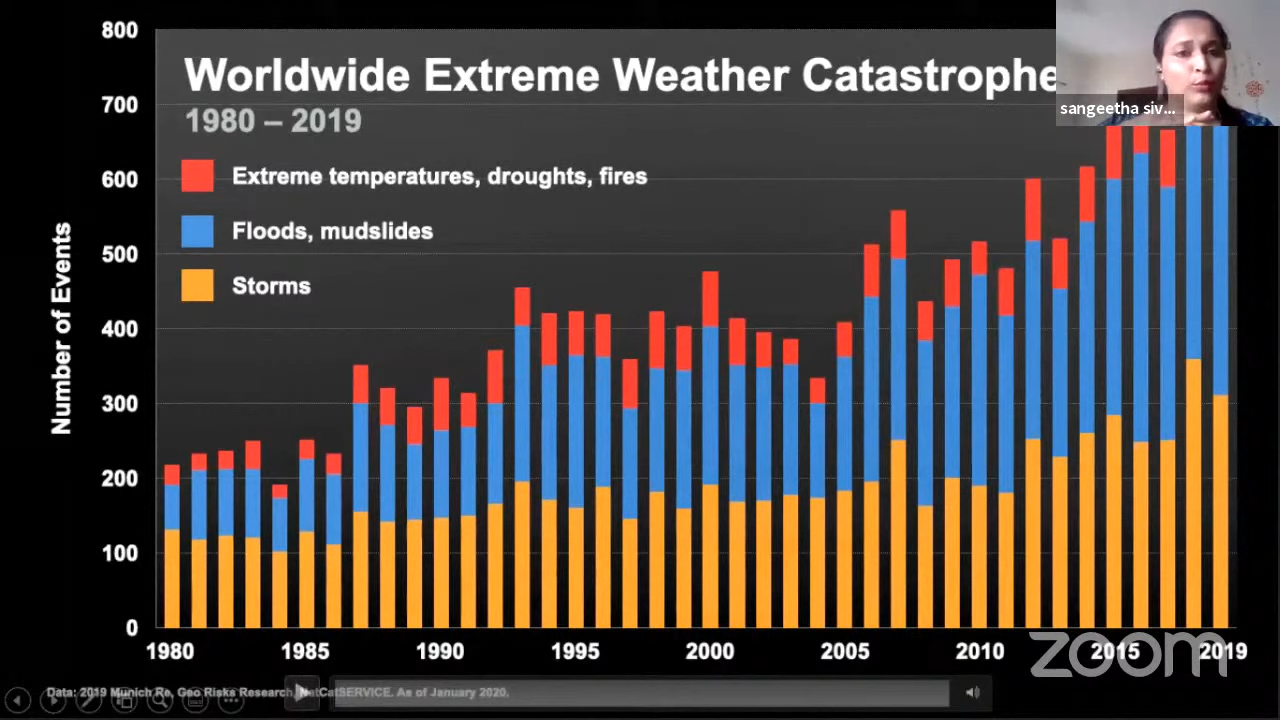 800
Worldwide Extreme Weather Catastrophe
700
1980 – 2019
sangeetha siv...
Extreme temperatures, droughts, fires
600
Floods, mudslides
500
Storms
400
300
200
100
0
Number of Events
1980 1985 1990 1995 2000 2005 2010 2015 2019
zoom
Data: 2019 Munich Re, Geo Risks Research, NatCatSERVICE. As of January 2020.